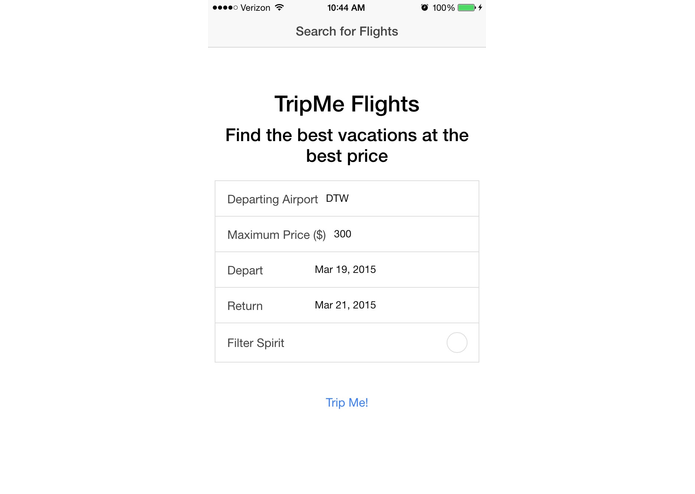 ●●●●○ Verizon 10:44 AM 100%
Search for Flights
TripMe Flights
Find the best vacations at the
best price
Departing Airport DTW
Maximum Price ($) 300
Depart Mar 19, 2015
Return Mar 21, 2015
Filter Spirit
Trip Me!